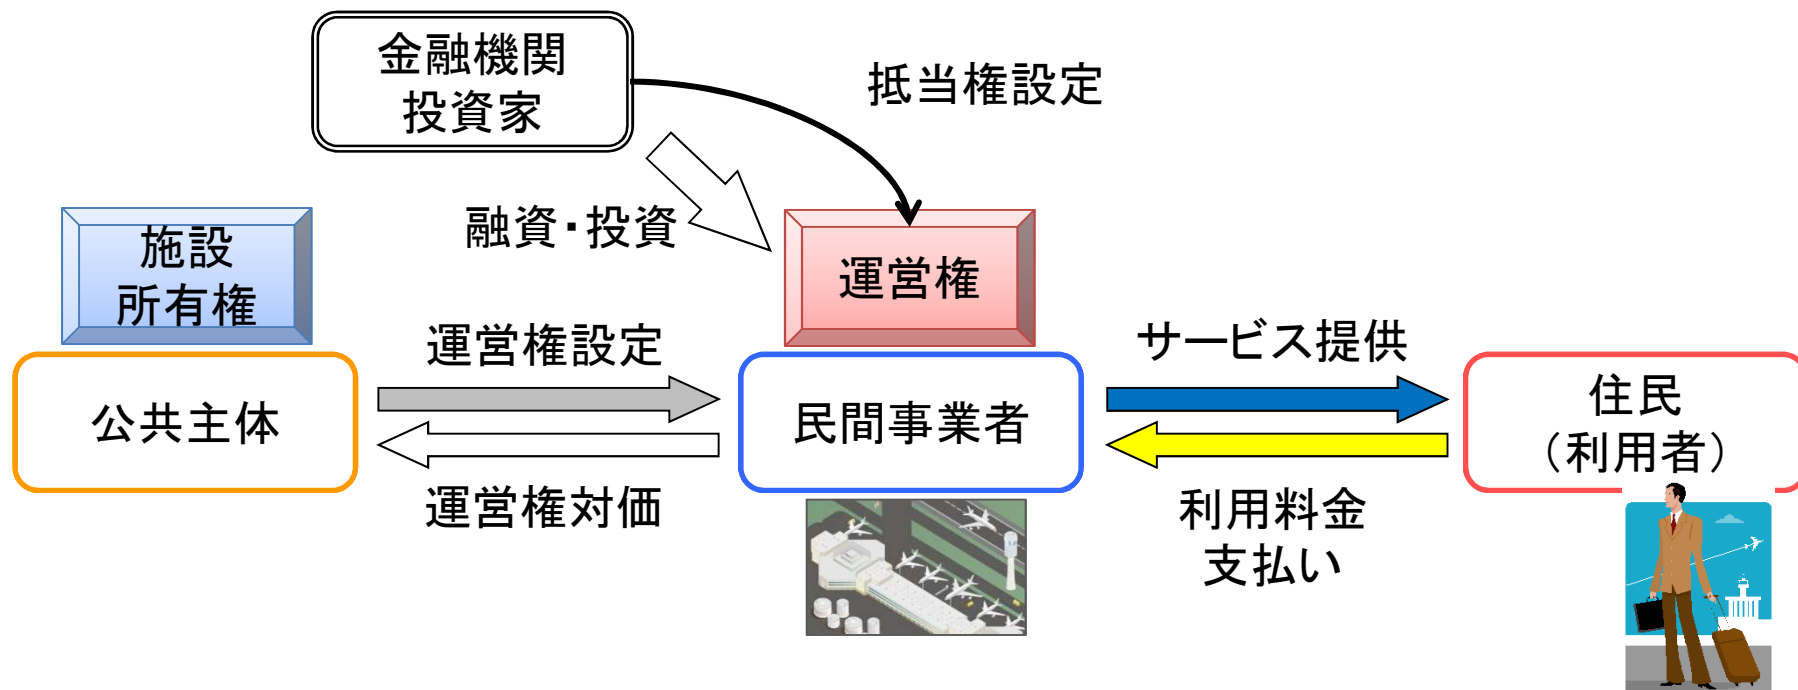 金融機関
投資家
抵当権設定
融資・投資
施設
所有権
運営権
運営権設定
サービス提供
公共主体
民間事業者
住民
（利用者）
運営権対価
利用料金
支払い